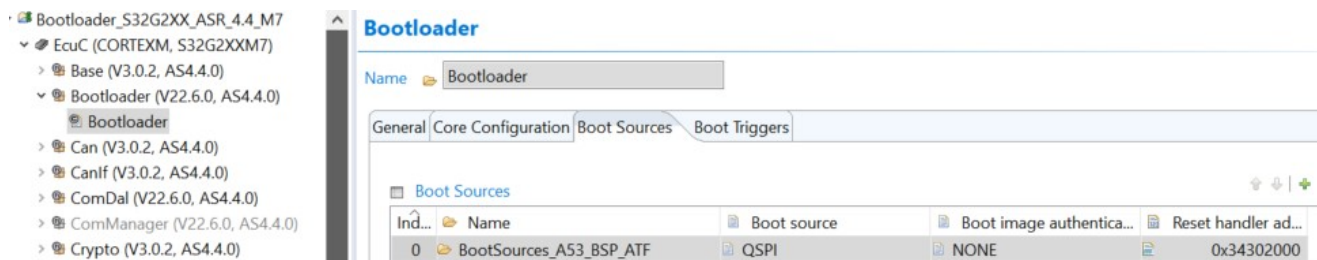 Bootloader_S32G2XX_ASR_4.4_M7
EcuC (CORTEXM, S32G2XXM7)
Base (V3.0.2, AS4.4.0)
Bootloader (V22.6.0, AS4.4.0)
Bootloader
Can (V3.0.2, AS4.4.0)
CanIf (V3.0.2, AS4.4.0)
ComDal (V22.6.0, AS4.4.0)
ComManager (V22.6.0, AS4.4.0)
Crypto (V3.0.2, AS4.4.0)
Bootloader
Name Bootloader
General Core Configuration Boot Sources Boot Triggers
Boot Sources
Ind... Name Boot source Boot image authentica... Reset handler ad...
0 BootSources_A53_BSP_ATF QSPI NONE 0x34302000